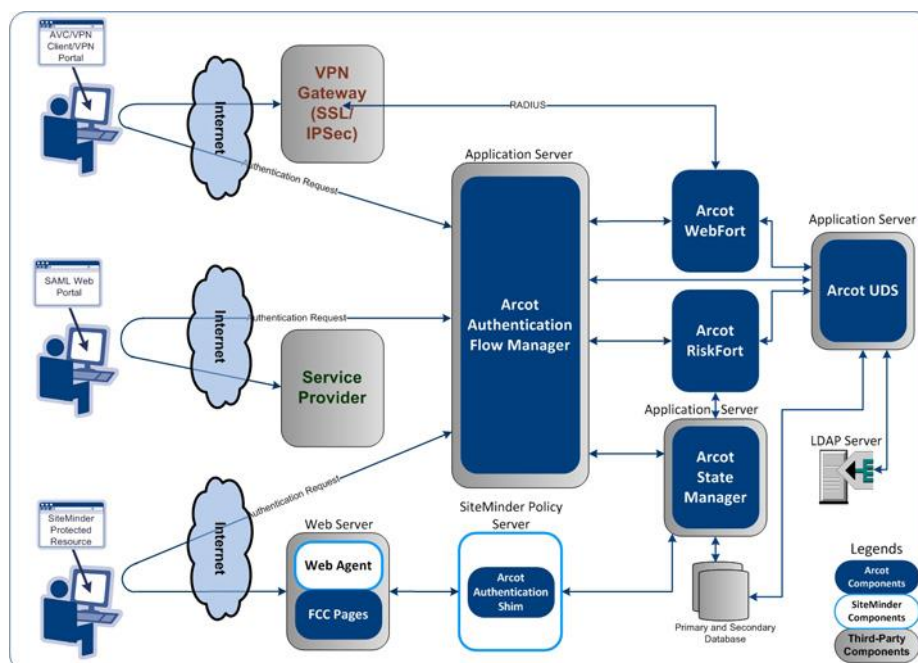 AVC/VPN
Client/VPN
Portal
Internet
VPN
Gateway
(SSL/
IPSec)
RADIUS
Authentication Request
Application Server
Arcot
Authentication
Flow Manager
Arcot
WebFort
Application Server
Arcot UDS
SAML Web
Portal
Internet
Authentication Request
Service
Provider
Arcot
RiskFort
Application Server
Arcot
State
Manager
LDAP Server
Authentication Request
SiteMinder
Protected
Resource
Internet
Web Server
Web Agent
FCC Pages
SiteMinder Policy
Server
Arcot
Authentication
Shim
Primary and Secondary
Database
Legends
Arcot
Components
SiteMinder
Components
Third-Party
Components